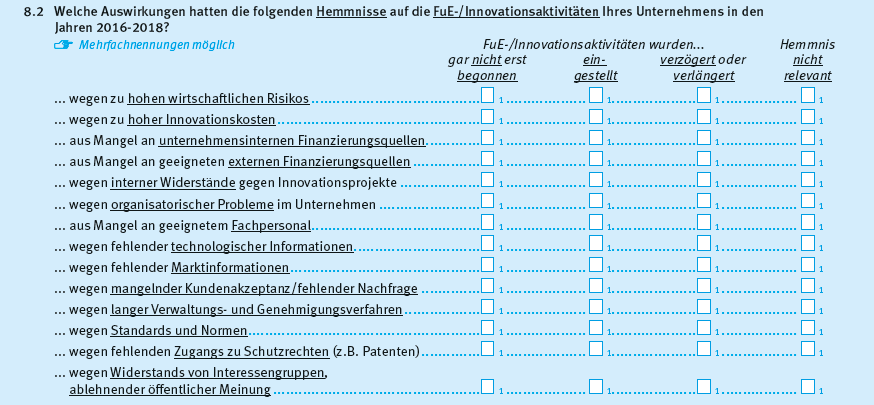 8.2 Welche Auswirkungen hatten die folgenden Hemmnisse auf die FuE-/Innovationsaktivitäten Ihres Unternehmens in den
Jahren 2016-2018?
☞ Mehrfachnennungen möglich
FuE-/Innovationsaktivitäten wurden... Hemmnis
gar nicht erst ein- verzögert oder nicht
begonnen gestellt verlängert relevant
... wegen zu hohen wirtschaftlichen Risikos ☐ 1 ☐ 1 ☐ 1 ☐ 1
... wegen zu hoher Innovationskosten ☐ 1 ☐ 1 ☐ 1 ☐ 1
... aus Mangel an unternehmensinternen Finanzierungsquellen ☐ 1 ☐ 1 ☐ 1 ☐ 1
... aus Mangel an geeigneten externen Finanzierungsquellen ☐ 1 ☐ 1 ☐ 1 ☐ 1
... wegen interner Widerstände gegen Innovationsprojekte ☐ 1 ☐ 1 ☐ 1 ☐ 1
... wegen organisatorischer Probleme im Unternehmen ☐ 1 ☐ 1 ☐ 1 ☐ 1
... aus Mangel an geeignetem Fachpersonal ☐ 1 ☐ 1 ☐ 1 ☐ 1
... wegen fehlender technologischer Informationen ☐ 1 ☐ 1 ☐ 1 ☐ 1
... wegen fehlender Marktinformationen ☐ 1 ☐ 1 ☐ 1 ☐ 1
... wegen mangelnder Kundenakzeptanz/fehlender Nachfrage ☐ 1 ☐ 1 ☐ 1 ☐ 1
... wegen langer Verwaltungs- und Genehmigungsverfahren ☐ 1 ☐ 1 ☐ 1 ☐ 1
... wegen Standards und Normen ☐ 1 ☐ 1 ☐ 1 ☐ 1
... wegen fehlenden Zugangs zu Schutzrechten (z.B. Patenten) ☐ 1 ☐ 1 ☐ 1 ☐ 1
... wegen Widerstands von Interessengruppen,
ablehnender öffentlicher Meinung ☐ 1 ☐ 1 ☐ 1 ☐ 1